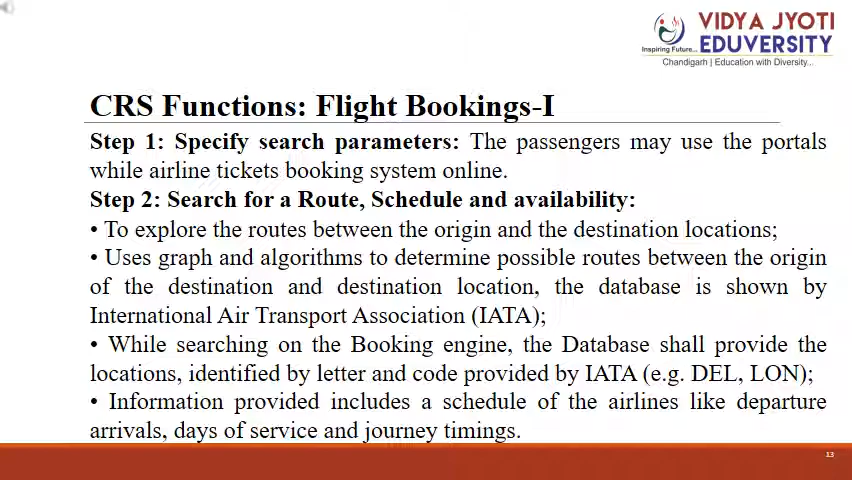 VIDYA JYOTI
EDUVERSITY
Inspiring Future...
Chandigarh | Education with Diversity...
CRS Functions: Flight Bookings-I
Step 1: Specify search parameters: The passengers may use the portals
while airline tickets booking system online.
Step 2: Search for a Route, Schedule and availability:
• To explore the routes between the origin and the destination locations;
• Uses graph and algorithms to determine possible routes between the origin
of the destination and destination location, the database is shown by
International Air Transport Association (IATA);
• While searching on the Booking engine, the Database shall provide the
locations, identified by letter and code provided by IATA (e.g. DEL, LON);
• Information provided includes a schedule of the airlines like departure
arrivals, days of service and journey timings.
13